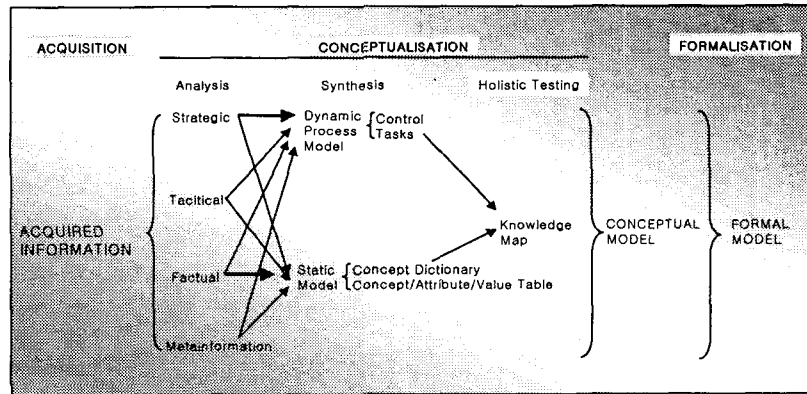 ACQUISITION
CONCEPTUALISATION
FORMALISATION
Analysis
Synthesis
Holistic Testing
Strategic
Tacitical
Factual
Metainformation
ACQUIRED
INFORMATION
Dynamic
Process
Model
Control
Tasks
Static
Model
Concept Dictionary
Concept/Attribute/Value Table
Knowledge
Map
CONCEPTUAL
MODEL
FORMAL
MODEL